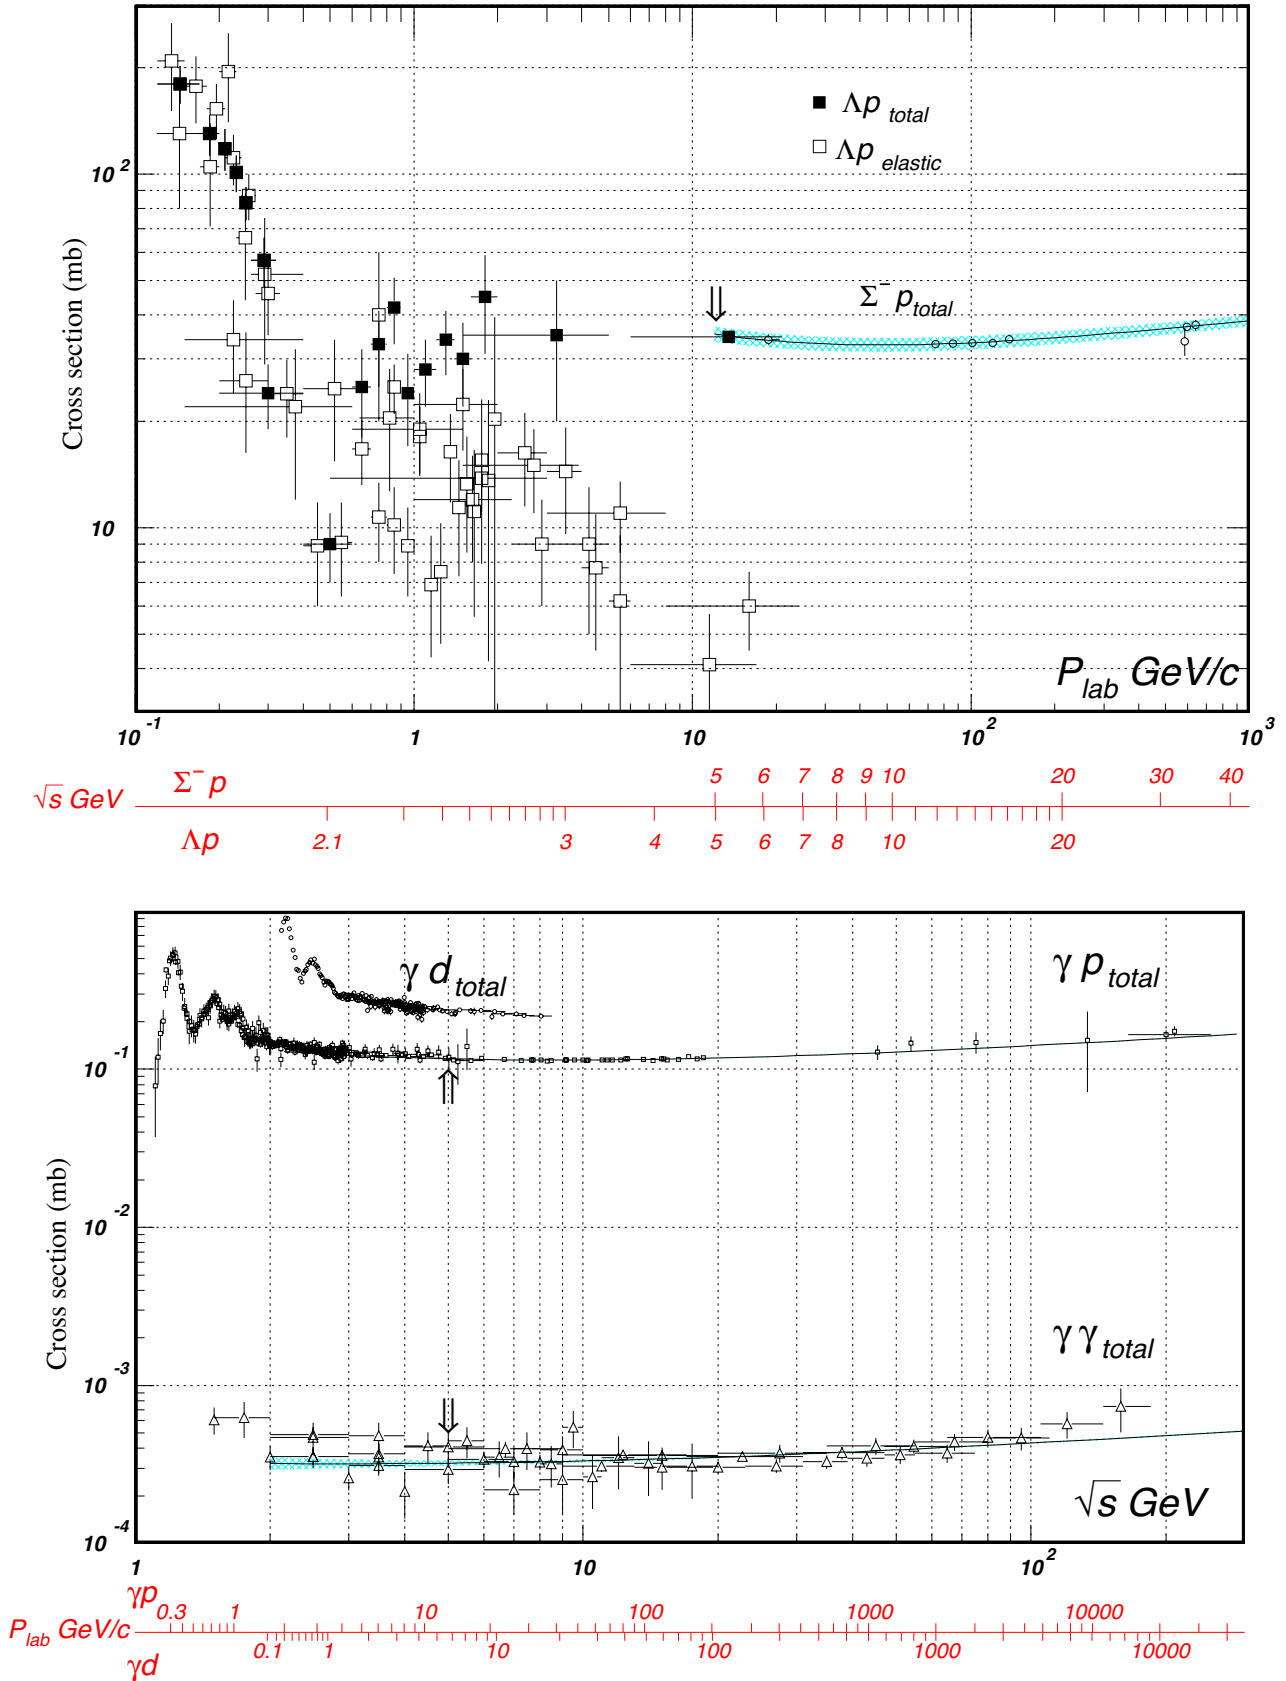 Λp total
Λp elastic
Σ⁻ p total
Cross section (mb)
10²
10
P lab GeV/c
10⁻¹ 1 10 10² 10³
√s GeV
Σ⁻ p
5 6 7 8 9 10 20 30 40
Λp
2.1 3 4 5 6 7 8 10 20
γ d total
γ p total
10⁻¹
Cross section (mb)
10⁻²
γ γ total
10⁻³
√s GeV
10⁻⁴
1 10 10²
γp
0.3 1 10 100 1000 10000
P lab GeV/c
0.1 1 10 100 1000 10000
γd